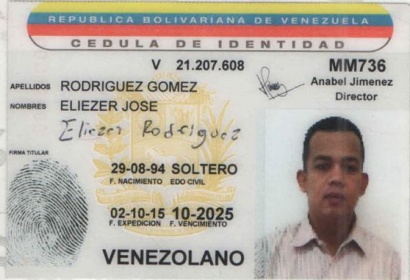 REPUBLICA BOLIVARIANA DE VENEZUELA
CEDULA DE IDENTIDAD
V 21.207.608 MM736
Anabel Jimenez
Director
APELLIDOS RODRIGUEZ GOMEZ
NOMBRES ELIEZER JOSE
Eliezer Rodriguez
FIRMA TITULAR
29-08-94 SOLTERO
F. NACIMIENTO EDO CIVIL
02-10-15 10-2025
F. EXPEDICION F. VENCIMIENTO
VENEZOLANO